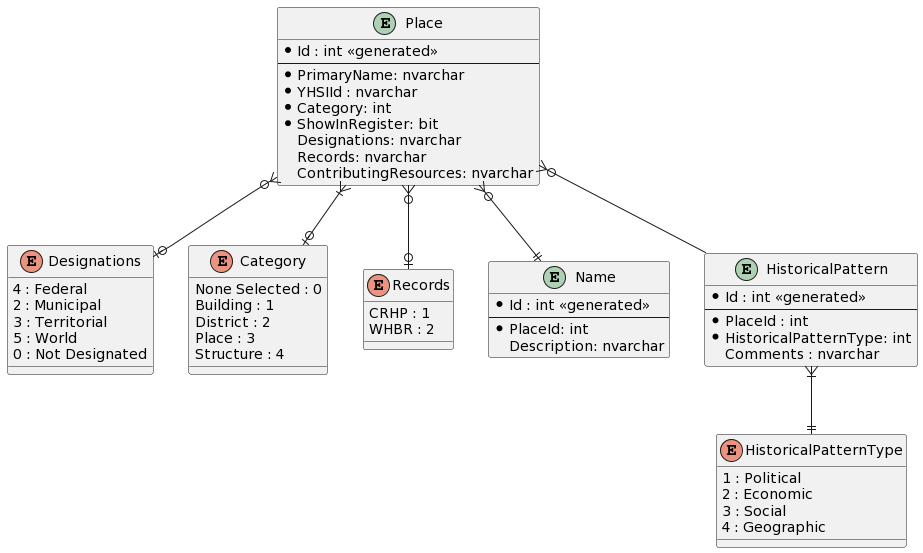 E Place
Id : int «generated»
PrimaryName: nvarchar
YHSIId : nvarchar
Category: int
ShowInRegister: bit
Designations: nvarchar
Records: nvarchar
ContributingResources: nvarchar
E Designations
4 : Federal
2 : Municipal
3 : Territorial
5 : World
0 : Not Designated
E Category
None Selected : 0
Building : 1
District : 2
Place : 3
Structure : 4
E Records
CRHP : 1
WHBR : 2
E Name
Id : int «generated»
PlaceId: int
Description: nvarchar
E HistoricalPattern
Id : int «generated»
PlaceId : int
HistoricalPatternType: int
Comments : nvarchar
E HistoricalPatternType
1 : Political
2 : Economic
3 : Social
4 : Geographic